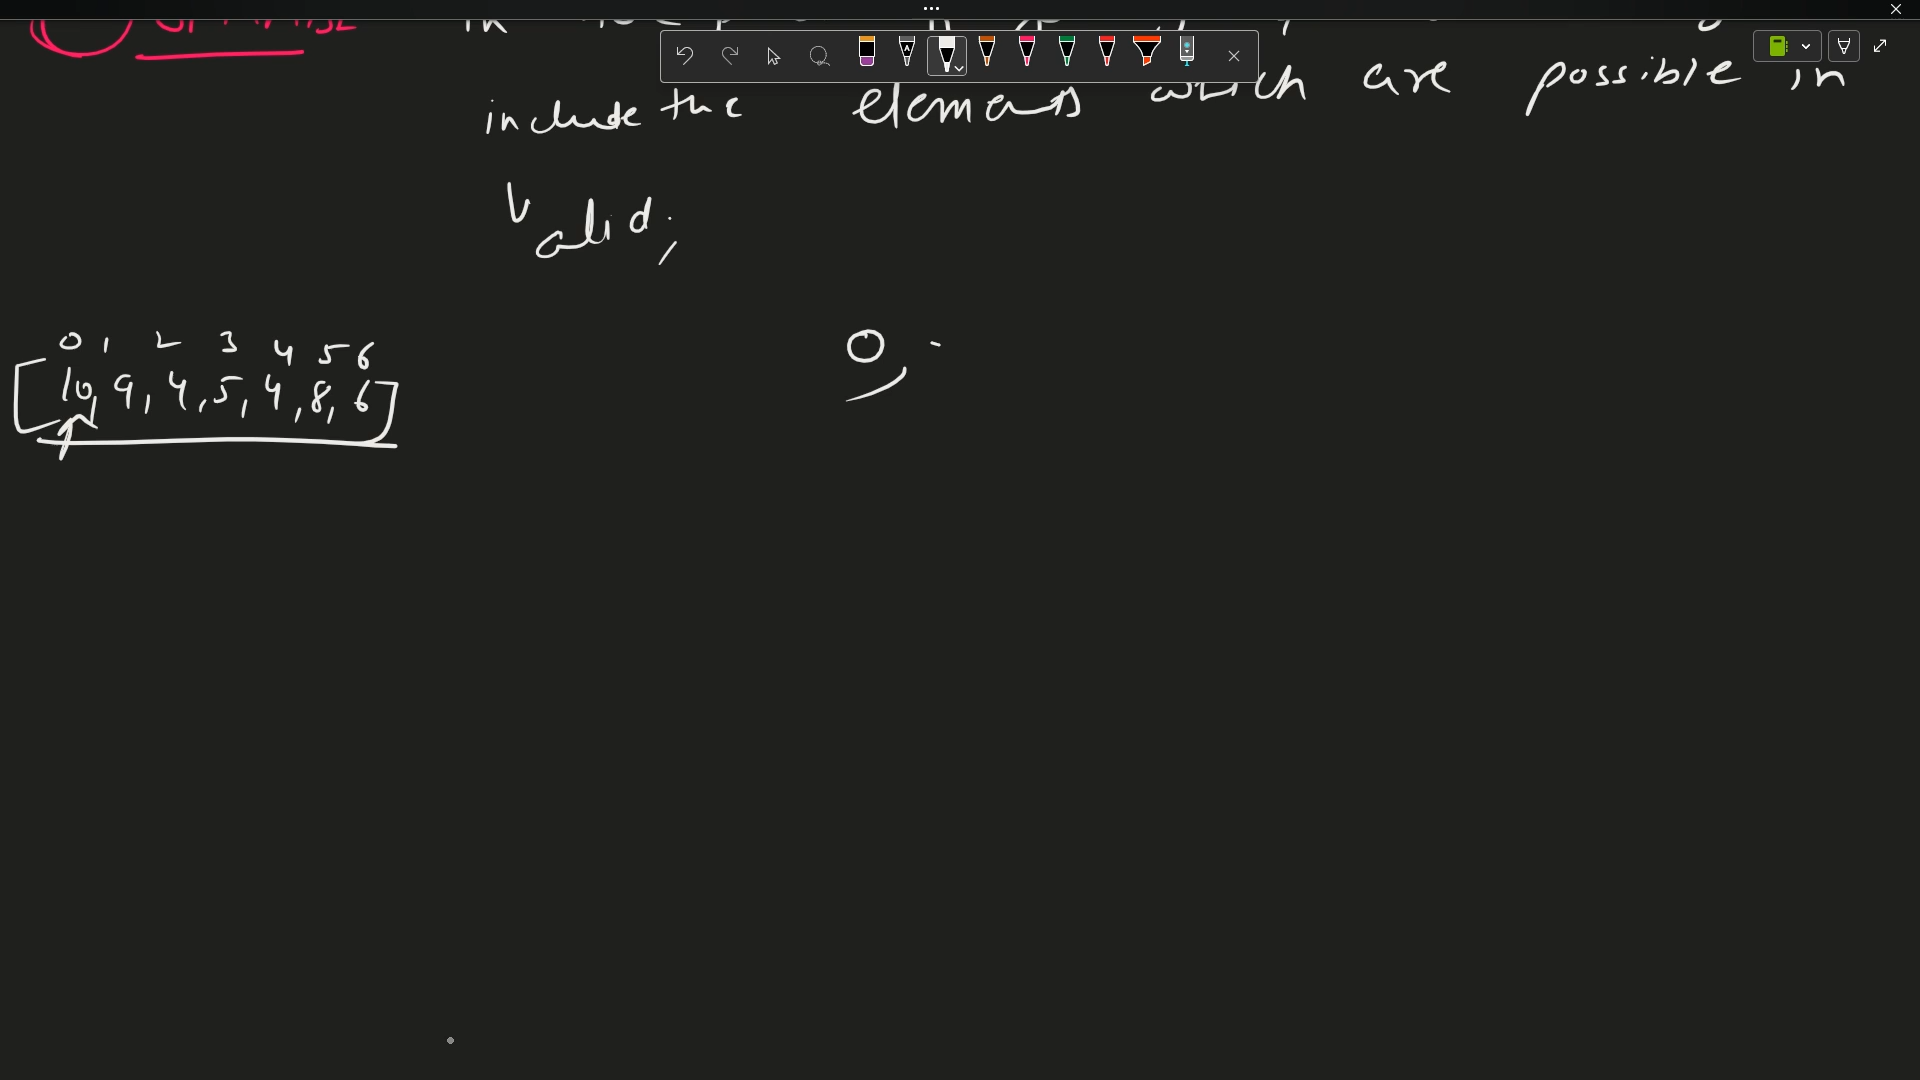 include the elements which are possible in
Valid;
0 1 2 3 4 5 6
[10, 9, 4, 5, 4, 8, 6]
0, -